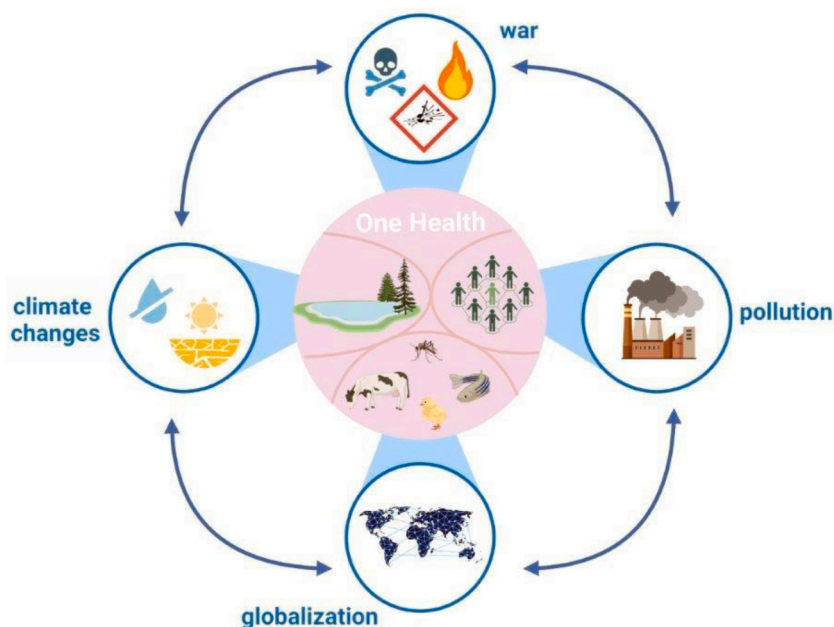 war
One Health
climate
changes
pollution
globalization